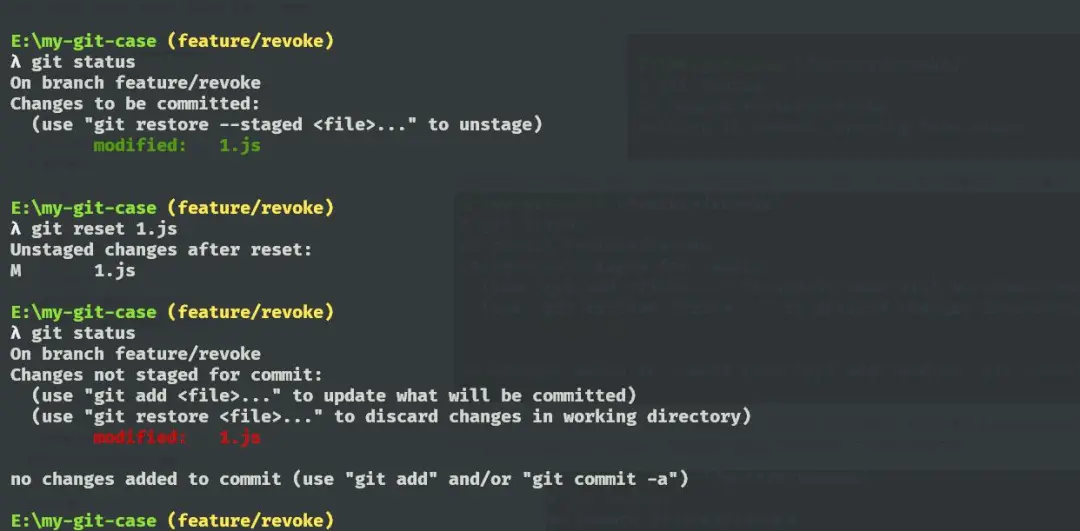 E:\my-git-case (feature/revoke)
λ git status
On branch feature/revoke
Changes to be committed:
  (use "git restore --staged <file>..." to unstage)
        modified:   1.js
E:\my-git-case (feature/revoke)
λ git reset 1.js
Unstaged changes after reset:
M       1.js
E:\my-git-case (feature/revoke)
λ git status
On branch feature/revoke
Changes not staged for commit:
  (use "git add <file>..." to update what will be committed)
  (use "git restore <file>..." to discard changes in working directory)
        modified:   1.js
no changes added to commit (use "git add" and/or "git commit -a")
E:\my-git-case (feature/revoke)